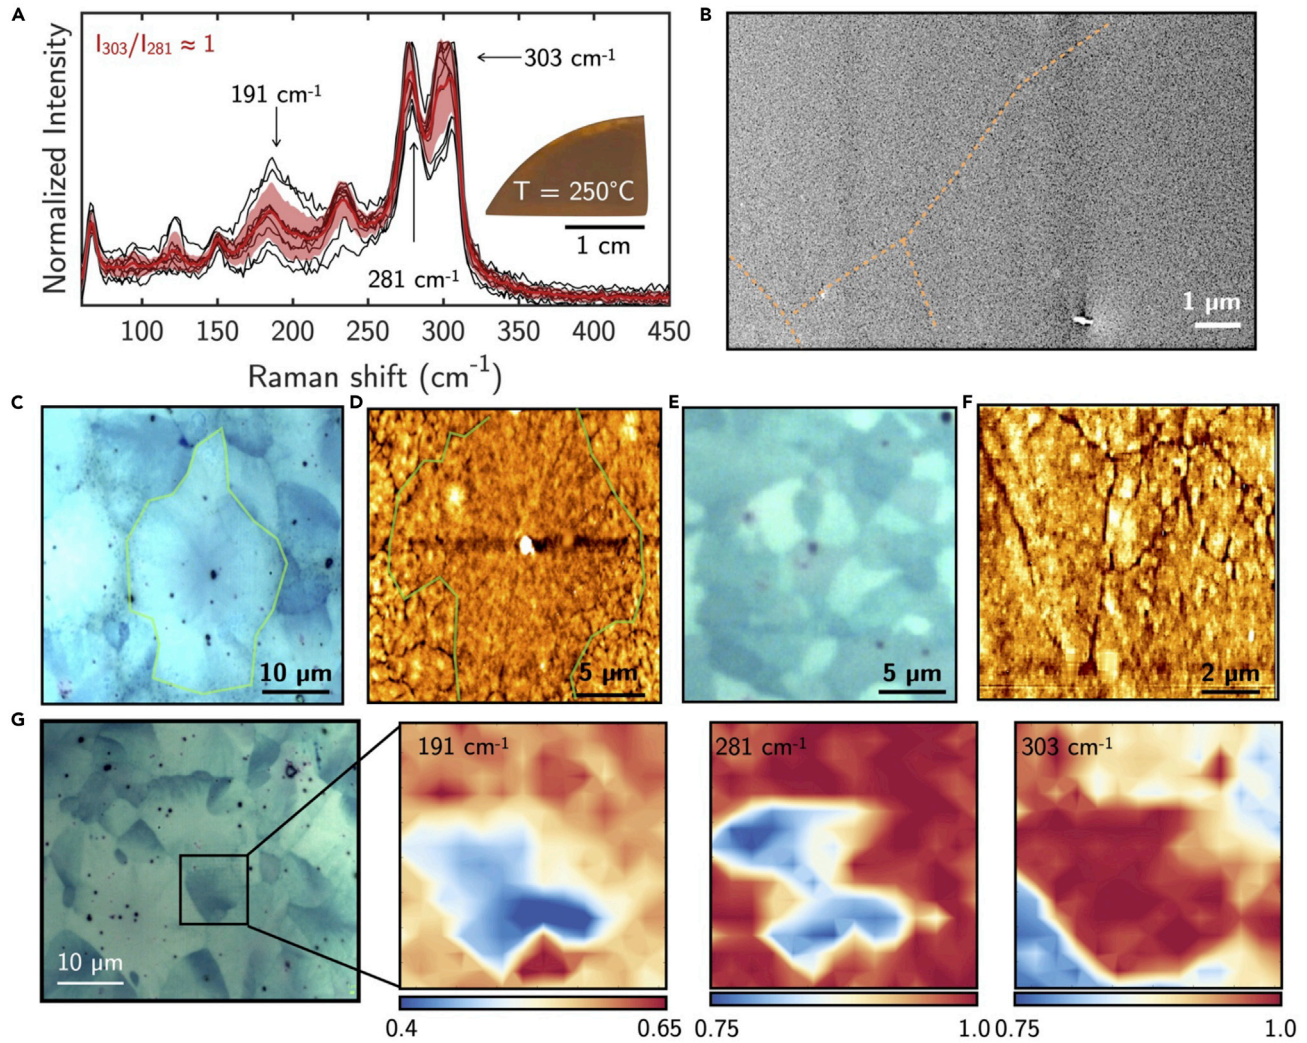 A
I303/I281 ≈ 1
191 cm-1
303 cm-1
281 cm-1
T = 250°C
1 cm
Normalized Intensity
100 150 200 250 300 350 400 450
Raman shift (cm-1)
B
1 μm
C
10 μm
D
5 μm
E
5 μm
F
2 μm
G
10 μm
191 cm-1
281 cm-1
303 cm-1
0.4 0.65
0.75 1.0
0.75 1.0